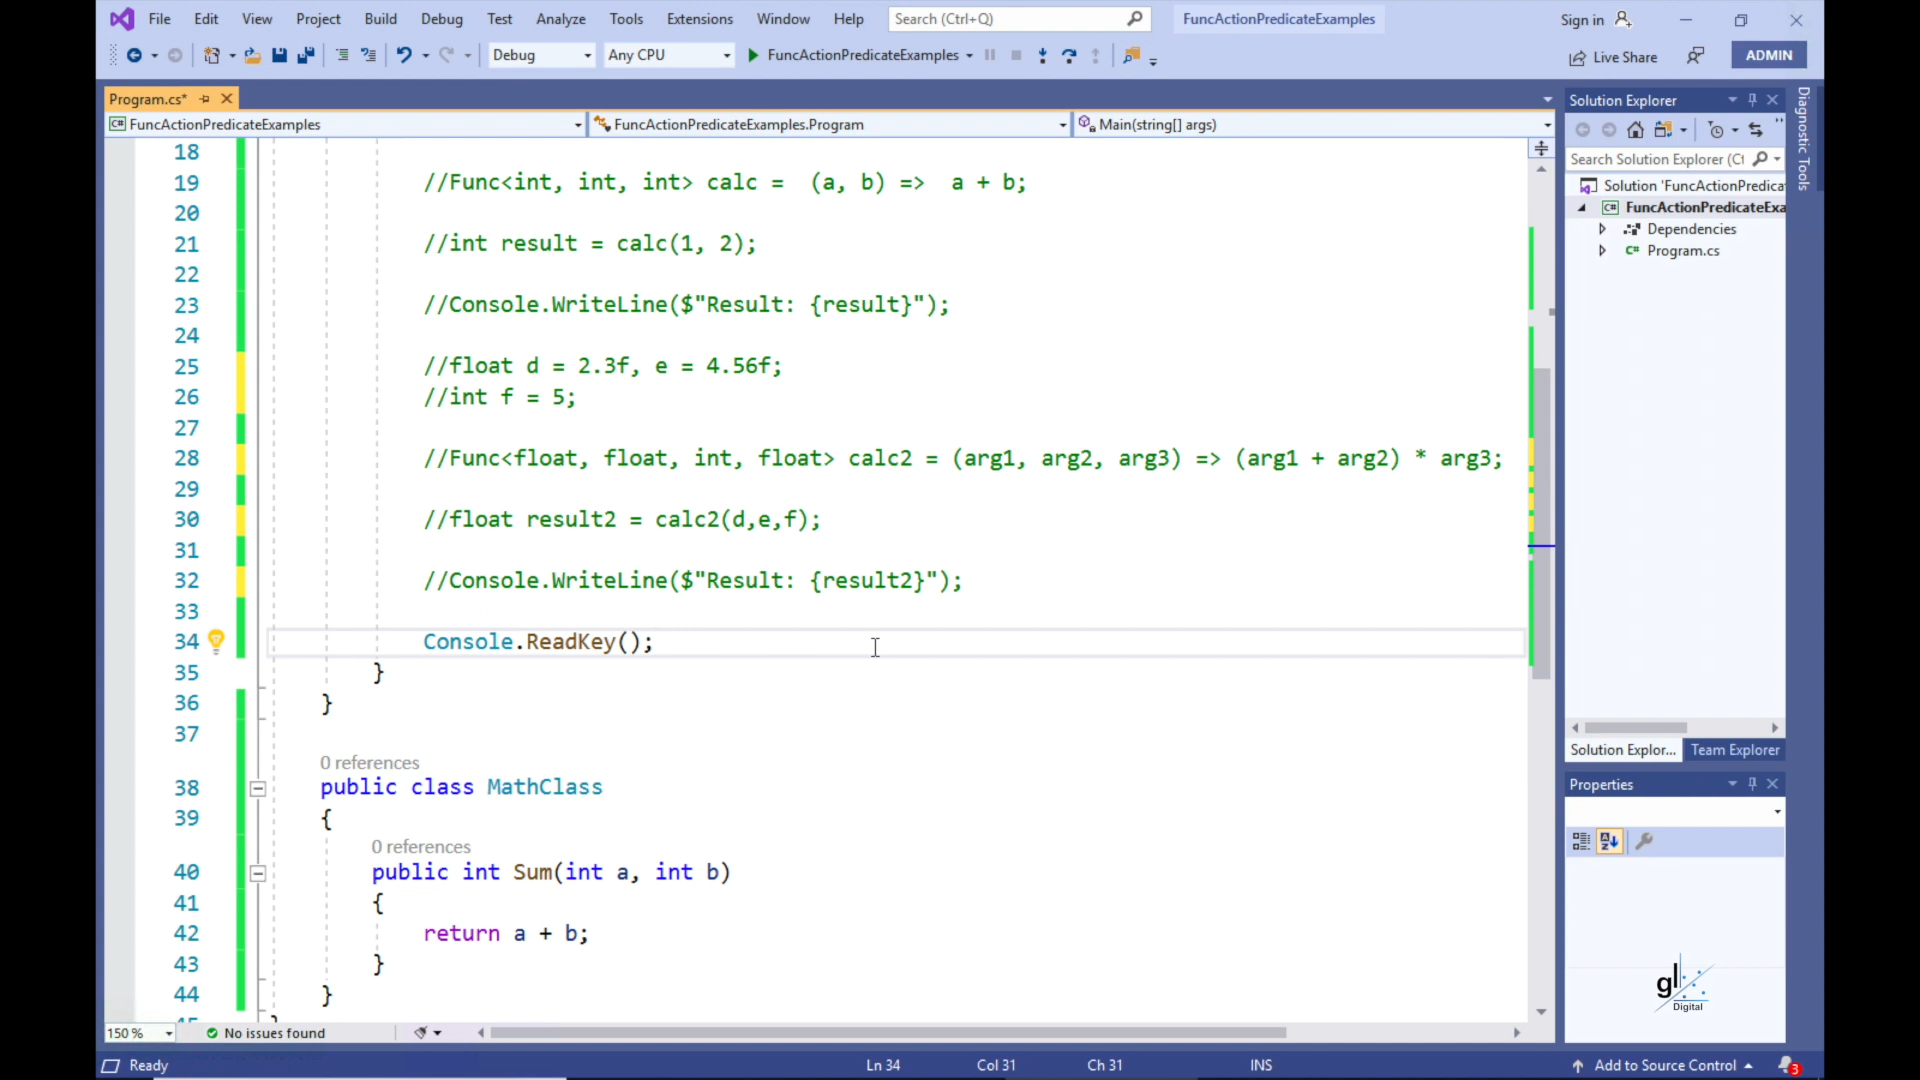 File Edit View Project Build Debug Test Analyze Tools Extensions Window Help Search (Ctrl+Q) FuncActionPredicateExamples Sign in
Debug Any CPU FuncActionPredicateExamples Live Share ADMIN
Program.cs*
FuncActionPredicateExamples FuncActionPredicateExamples.Program Main(string[] args)
18
19 //Func<int, int, int> calc =  (a, b) =>  a + b;
20
21 //int result = calc(1, 2);
22
23 //Console.WriteLine($"Result: {result}");
24
25 //float d = 2.3f, e = 4.56f;
26 //int f = 5;
27
28 //Func<float, float, int, float> calc2 = (arg1, arg2, arg3) => (arg1 + arg2) * arg3;
29
30 //float result2 = calc2(d,e,f);
31
32 //Console.WriteLine($"Result: {result2}");
33
34 Console.ReadKey();
35 }
36 }
37
0 references
38 public class MathClass
39 {
0 references
40 public int Sum(int a, int b)
41 {
42 return a + b;
43 }
44 }
150 % No issues found
Solution Explorer
Search Solution Explorer (Ct
Solution 'FuncActionPredica
FuncActionPredicateExa
Dependencies
C# Program.cs
Solution Explor... Team Explorer
Properties
Diagnostic Tools
gl
Digital
Ready Ln 34 Col 31 Ch 31 INS Add to Source Control 3